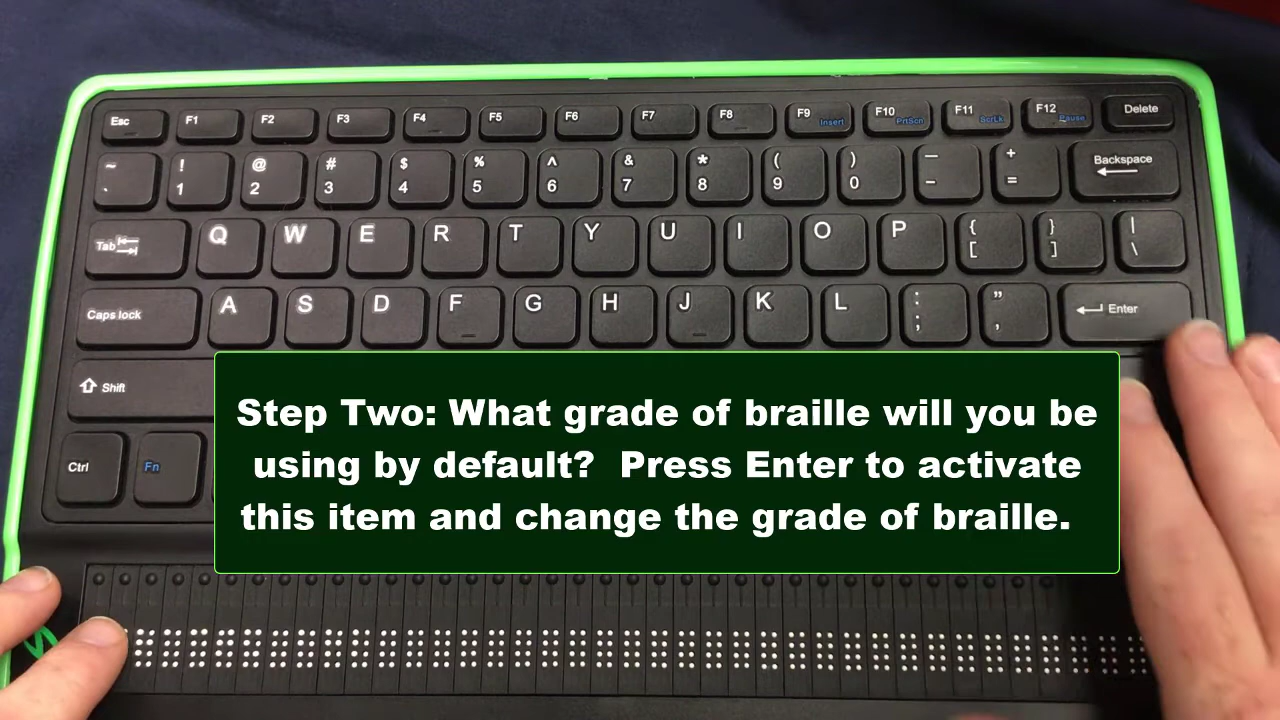 Esc F1 F2 F3 F4 F5 F6 F7 F8 F9 Insert F10 PrtScn F11 ScrLk F12 Pause Delete
~ ! @ # $ % ^ & * ( ) — + Backspace
` 1 2 3 4 5 6 7 8 9 0 – =
Tab Q W E R T Y U I O P { } |
[ ] \
Caps lock A S D F G H J K L : ” Enter
; ,
Shift
Ctrl Fn
Step Two: What grade of braille will you be
using by default? Press Enter to activate
this item and change the grade of braille.